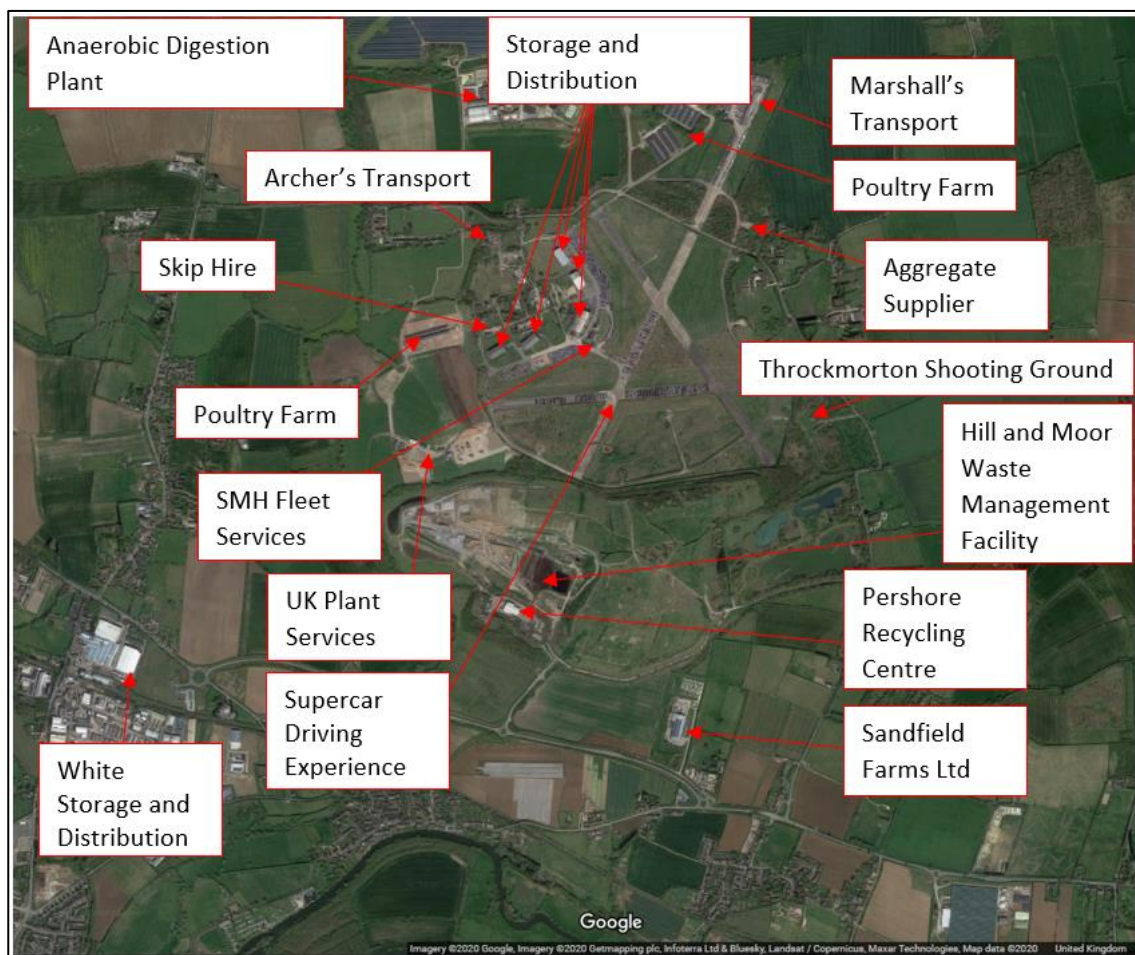 Anaerobic Digestion
Plant
Storage and
Distribution
Marshall's
Transport
Archer's Transport
Poultry Farm
Skip Hire
Aggregate
Supplier
Throckmorton Shooting Ground
Poultry Farm
Hill and Moor
Waste
Management
Facility
SMH Fleet
Services
UK Plant
Services
Pershore
Recycling
Centre
Supercar
Driving
Experience
Sandfield
Farms Ltd
White
Storage and
Distribution
Google
Imagery ©2020 Google, Imagery ©2020 Getmapping plc, Infoterra Ltd & Bluesky, Landsat / Copernicus, Maxar Technologies, Map data ©2020 United Kingdom